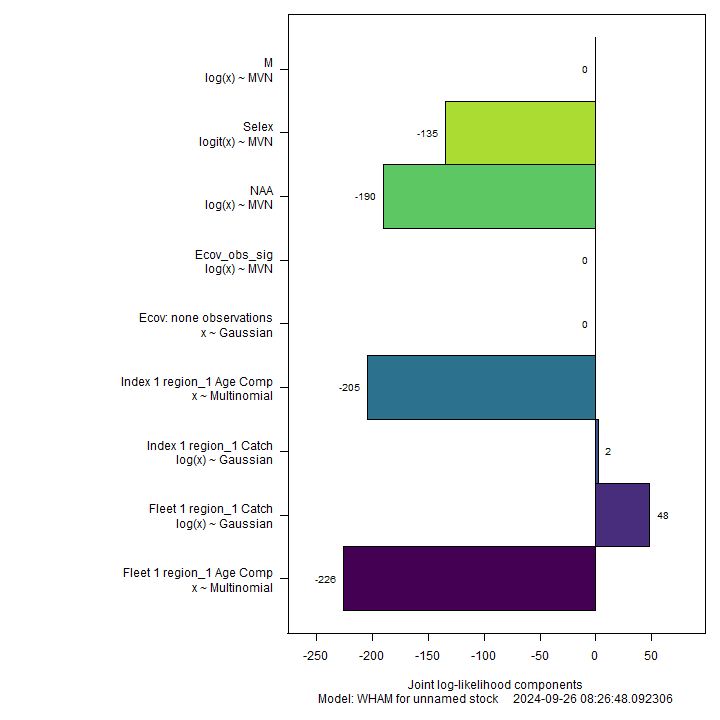 M
log(x) ~ MVN
0
Selex
logit(x) ~ MVN
-135
NAA
log(x) ~ MVN
-190
Ecov_obs_sig
log(x) ~ MVN
0
Ecov: none observations
x ~ Gaussian
0
Index 1 region_1 Age Comp
x ~ Multinomial
-205
Index 1 region_1 Catch
log(x) ~ Gaussian
2
Fleet 1 region_1 Catch
log(x) ~ Gaussian
48
Fleet 1 region_1 Age Comp
x ~ Multinomial
-226
-250 -200 -150 -100 -50 0 50
Joint log-likelihood components
Model: WHAM for unnamed stock 2024-09-26 08:26:48.092306